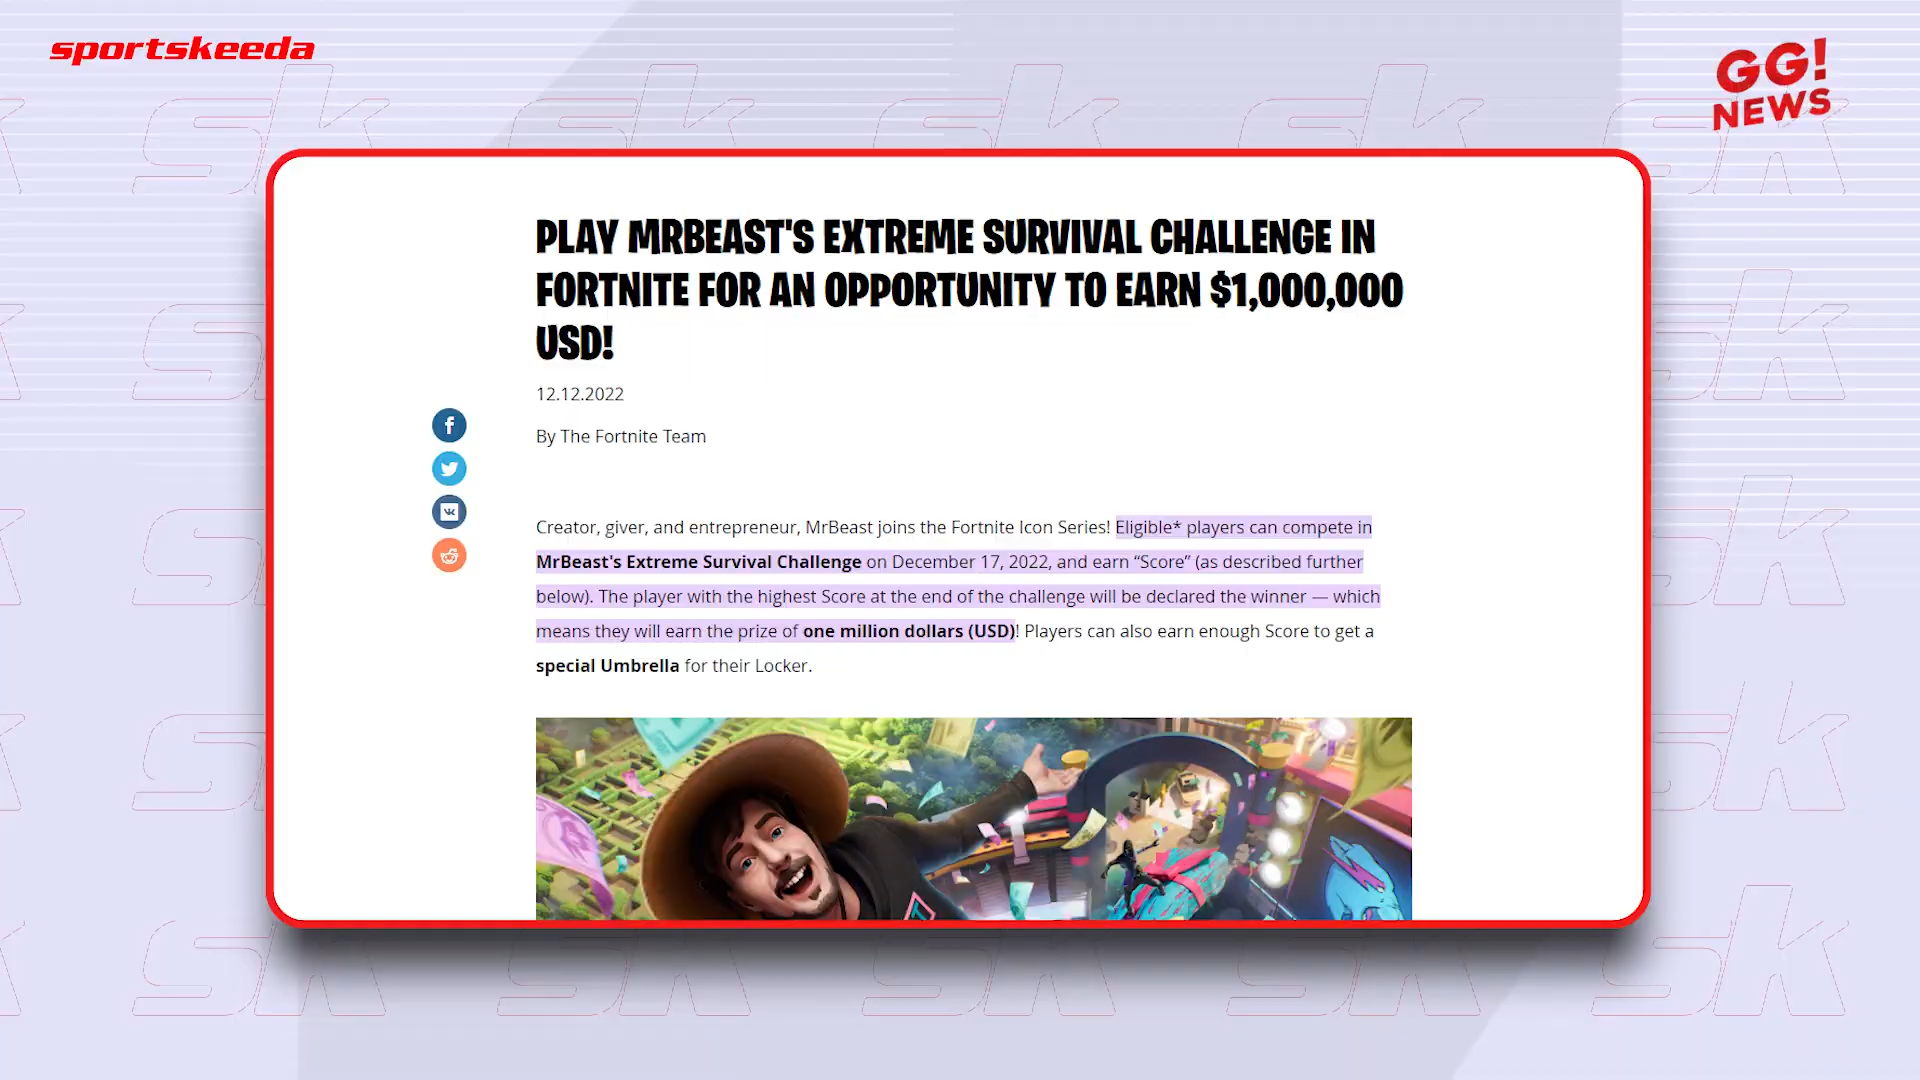 sportskeeda
GG!
NEWS
PLAY MRBEAST'S EXTREME SURVIVAL CHALLENGE IN
FORTNITE FOR AN OPPORTUNITY TO EARN $1,000,000
USD!
12.12.2022
By The Fortnite Team
Creator, giver, and entrepreneur, MrBeast joins the Fortnite Icon Series! Eligible* players can compete in
MrBeast's Extreme Survival Challenge on December 17, 2022, and earn “Score” (as described further
below). The player with the highest Score at the end of the challenge will be declared the winner — which
means they will earn the prize of one million dollars (USD)! Players can also earn enough Score to get a
special Umbrella for their Locker.